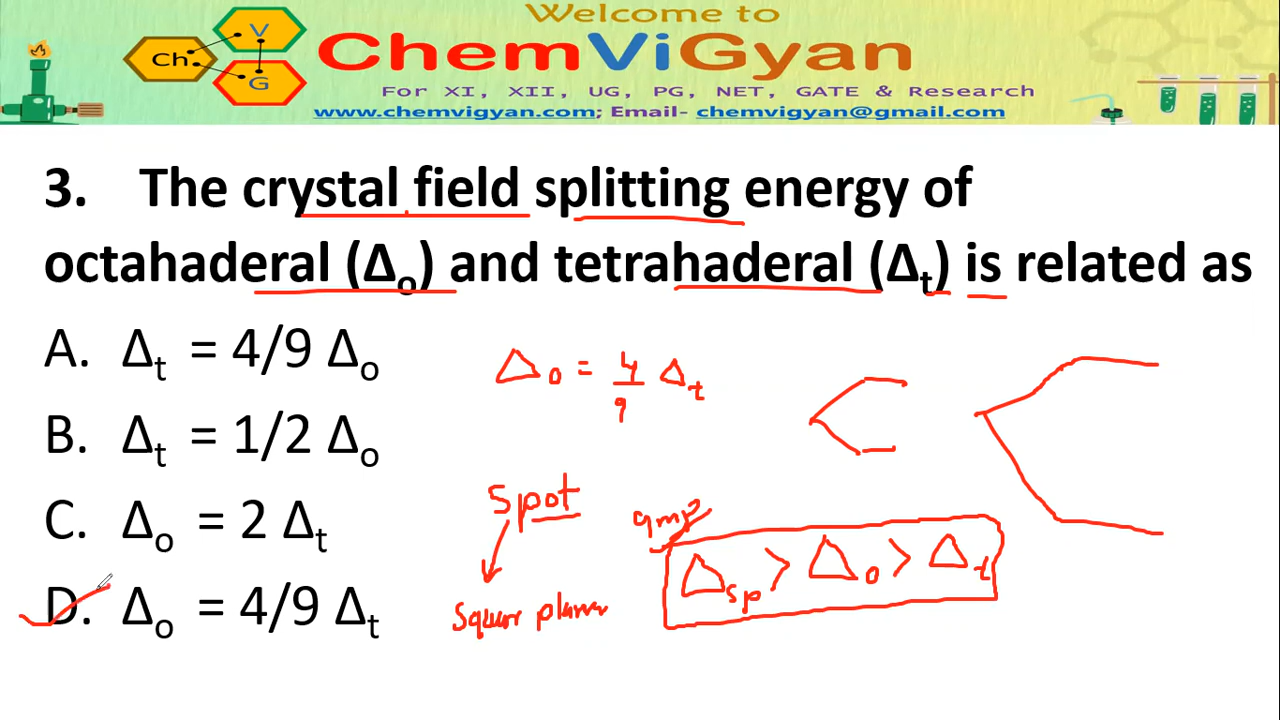 Welcome to
Ch
V
G
ChemViGyan
For XI, XII, UG, PG, NET, GATE & Research
www.chemvigyan.com; Email- chemvigyan@gmail.com
3. The crystal field splitting energy of
octahaderal (Δo) and tetrahaderal (Δt) is related as
A. Δt = 4/9 Δo
B. Δt = 1/2 Δo
C. Δo = 2 Δt
D. Δo = 4/9 Δt
Δo = 4/9 Δt
Spot
Square planar
imp
Δsp > Δo > Δt